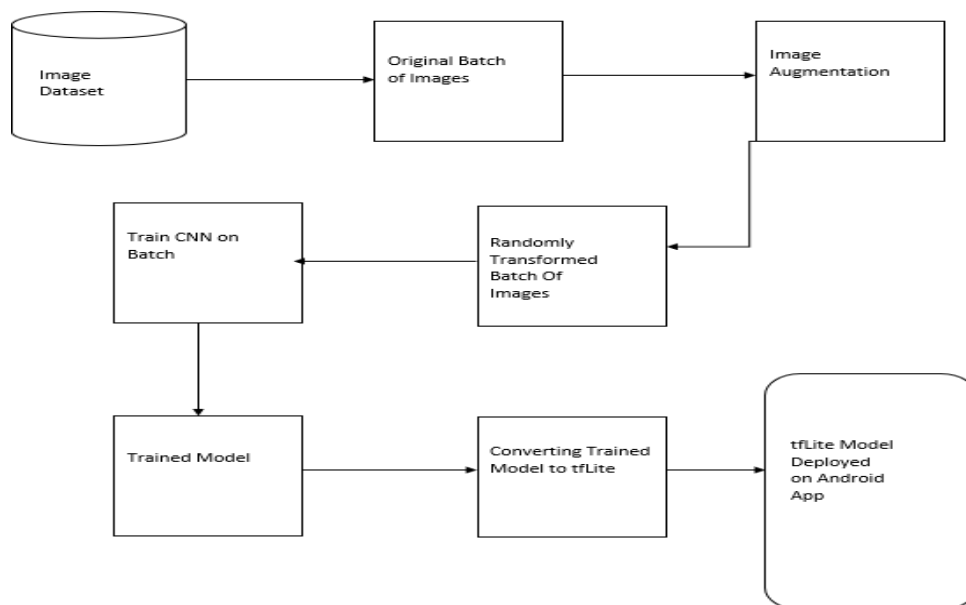 Image
Dataset
Original Batch
of Images
Image
Augmentation
Train CNN on
Batch
Randomly
Transformed
Batch Of
Images
Trained Model
Converting Trained
Model to tfLite
tfLite Model
Deployed
on Android
App